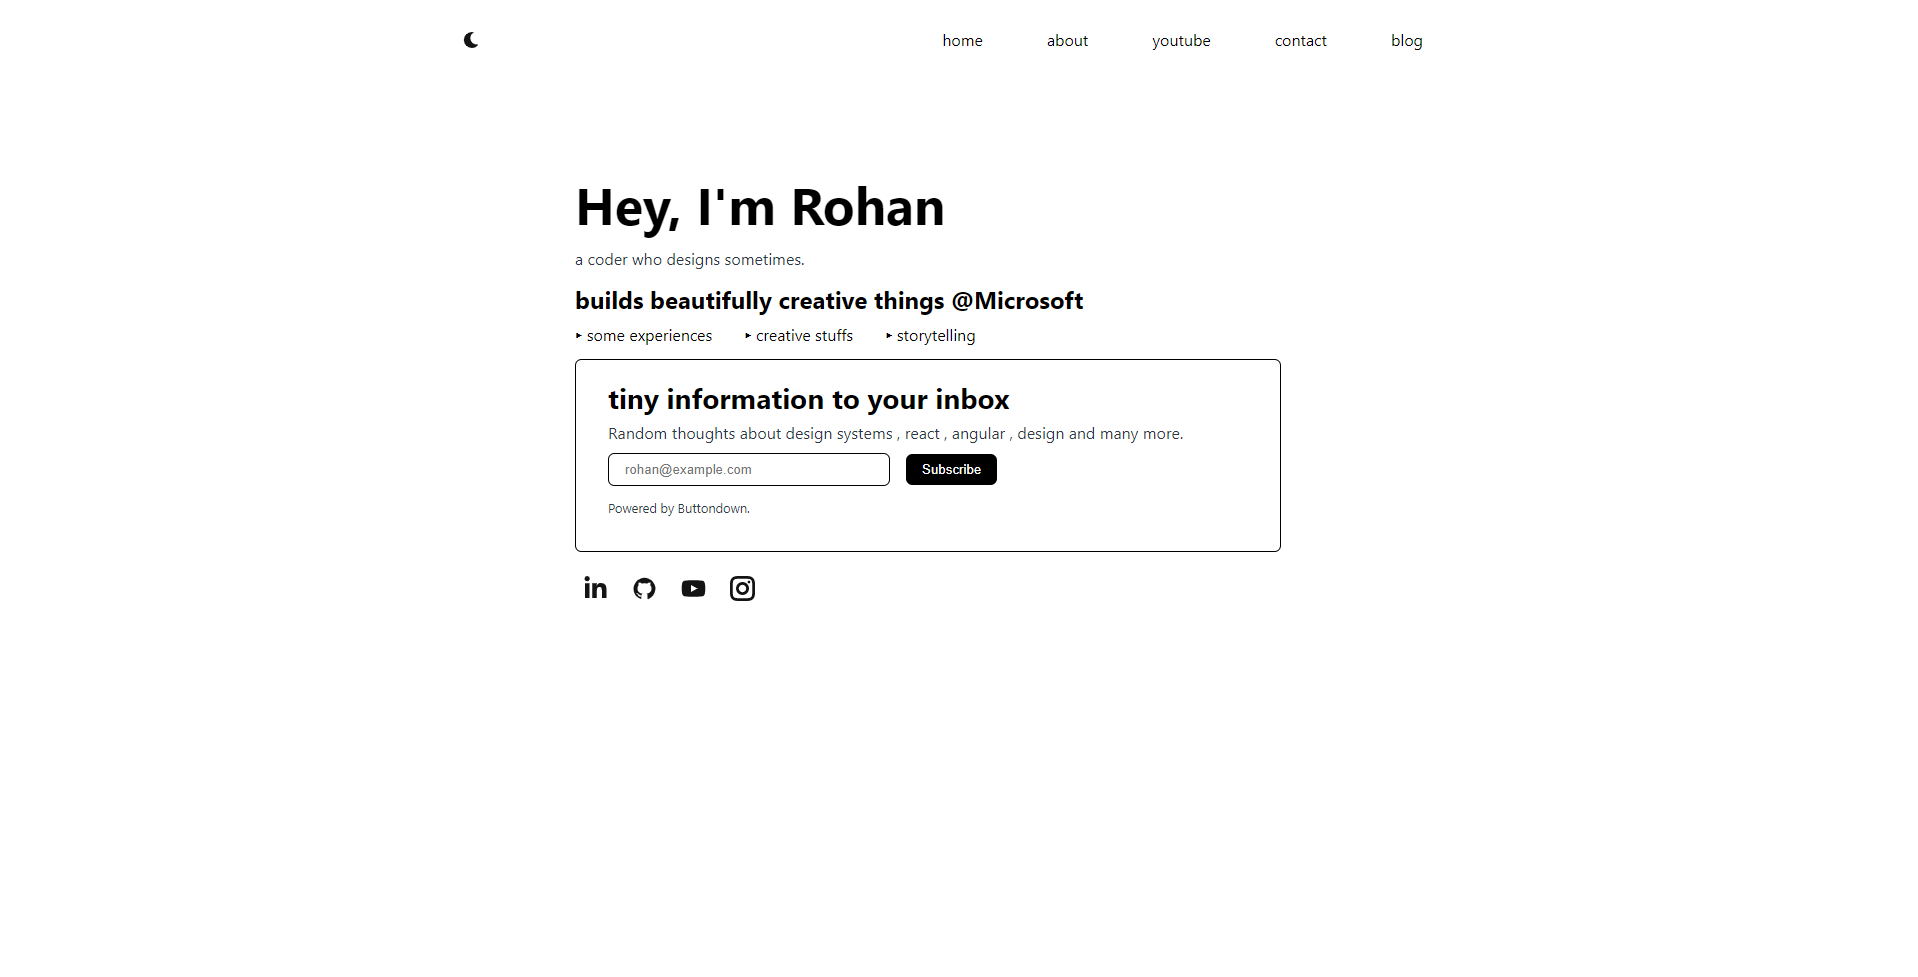 home about youtube contact blog
Hey, I'm Rohan
a coder who designs sometimes.
builds beautifully creative things @Microsoft
‣ some experiences ‣ creative stuffs ‣ storytelling
tiny information to your inbox
Random thoughts about design systems , react , angular , design and many more.
rohan@example.com Subscribe
Powered by Buttondown.
in